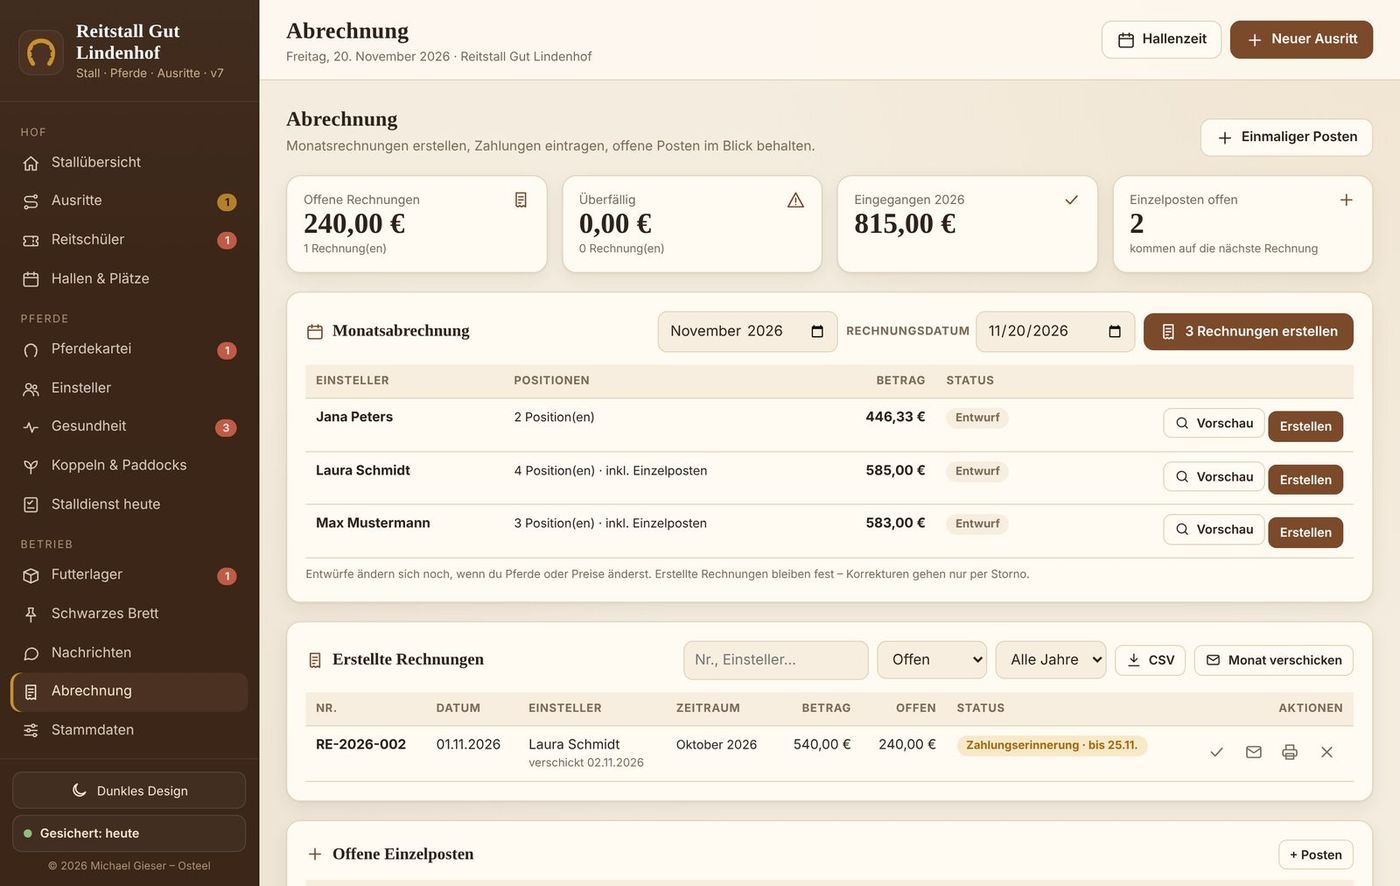 Reitstall Gut
Lindenhof
Stall · Pferde · Ausritte · v7
HOF
Stallübersicht
Ausritte 1
Reitschüler 1
Hallen & Plätze
PFERDE
Pferdekartei 1
Einsteller
Gesundheit 3
Koppeln & Paddocks
Stalldienst heute
BETRIEB
Futterlager 1
Schwarzes Brett
Nachrichten
Abrechnung
Stammdaten
Dunkles Design
Gesichert: heute
© 2026 Michael Gieser – Osteel
Abrechnung
Freitag, 20. November 2026 · Reitstall Gut Lindenhof
Hallenzeit
Neuer Ausritt
Abrechnung
Monatsrechnungen erstellen, Zahlungen eintragen, offene Posten im Blick behalten.
Einmaliger Posten
Offene Rechnungen
240,00 €
1 Rechnung(en)
Überfällig
0,00 €
0 Rechnung(en)
Eingegangen 2026
815,00 €
Einzelposten offen
2
kommen auf die nächste Rechnung
Monatsabrechnung
November 2026
RECHNUNGSDATUM
11/20/2026
3 Rechnungen erstellen
EINSTELLER POSITIONEN BETRAG STATUS
Jana Peters 2 Position(en) 446,33 € Entwurf Vorschau Erstellen
Laura Schmidt 4 Position(en) · inkl. Einzelposten 585,00 € Entwurf Vorschau Erstellen
Max Mustermann 3 Position(en) · inkl. Einzelposten 583,00 € Entwurf Vorschau Erstellen
Entwürfe ändern sich noch, wenn du Pferde oder Preise änderst. Erstellte Rechnungen bleiben fest – Korrekturen gehen nur per Storno.
Erstellte Rechnungen
Nr., Einsteller...
Offen
Alle Jahre
CSV
Monat verschicken
NR. DATUM EINSTELLER ZEITRAUM BETRAG OFFEN STATUS AKTIONEN
RE-2026-002 01.11.2026 Laura Schmidt Oktober 2026 540,00 € 240,00 € Zahlungserinnerung · bis 25.11.
verschickt 02.11.2026
Offene Einzelposten
+ Posten